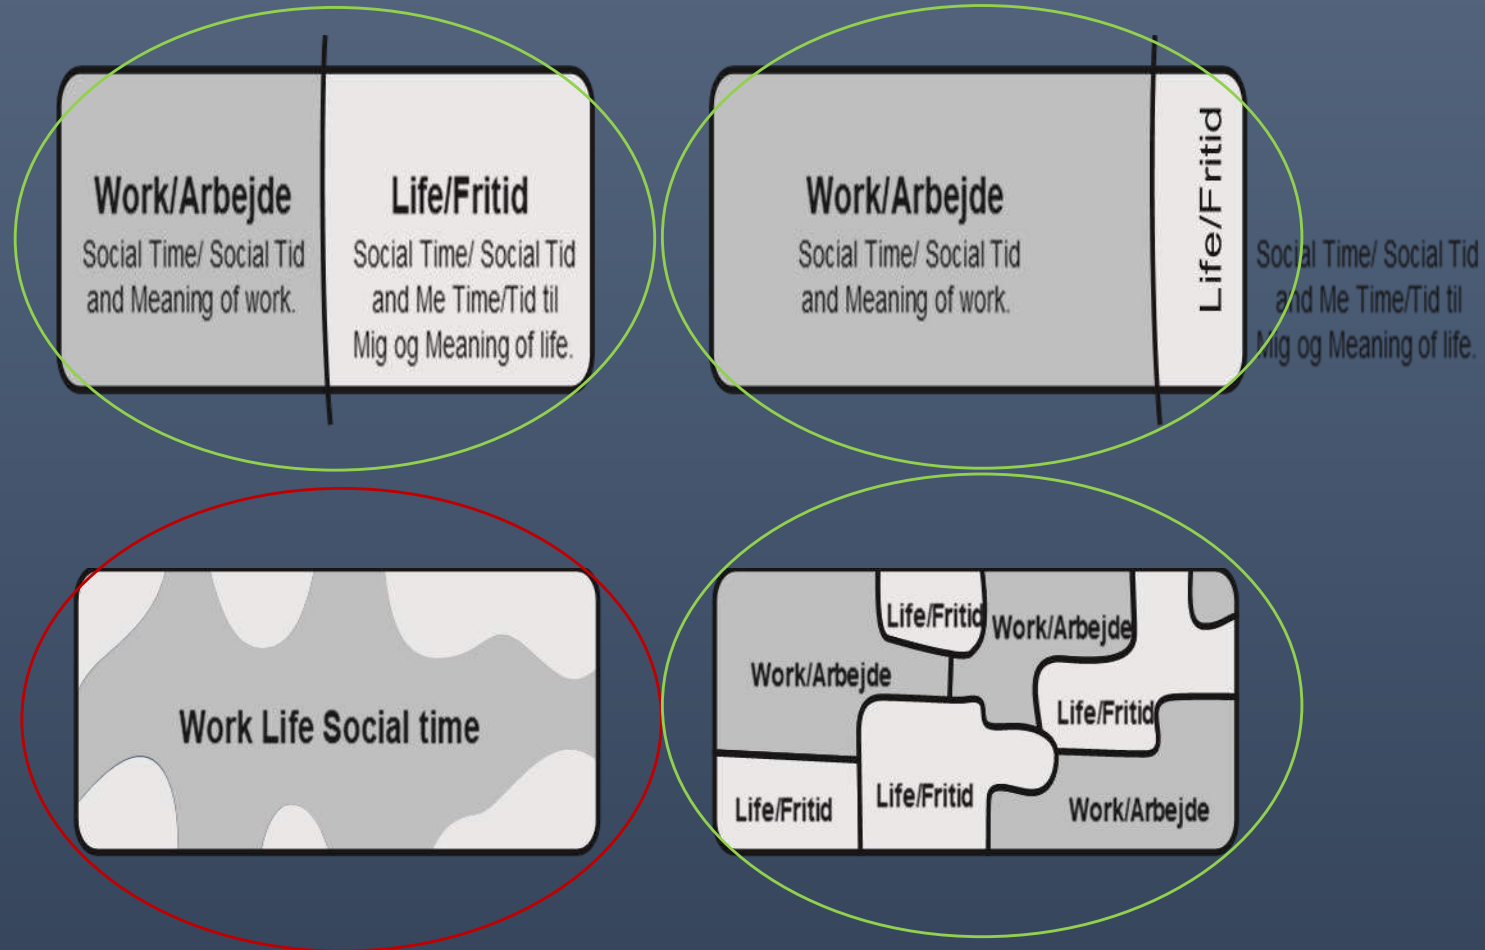 Work/Arbejde
Social Time/ Social Tid
and Meaning of work.
Life/Fritid
Social Time/ Social Tid
and Me Time/Tid til
Mig og Meaning of life.
Work/Arbejde
Social Time/ Social Tid
and Meaning of work.
Life/Fritid
Social Time/ Social Tid
and Me Time/Tid til
Mig og Meaning of life.
Work Life Social time
Life/Fritid
Work/Arbejde
Work/Arbejde
Life/Fritid
Life/Fritid
Life/Fritid
Work/Arbejde